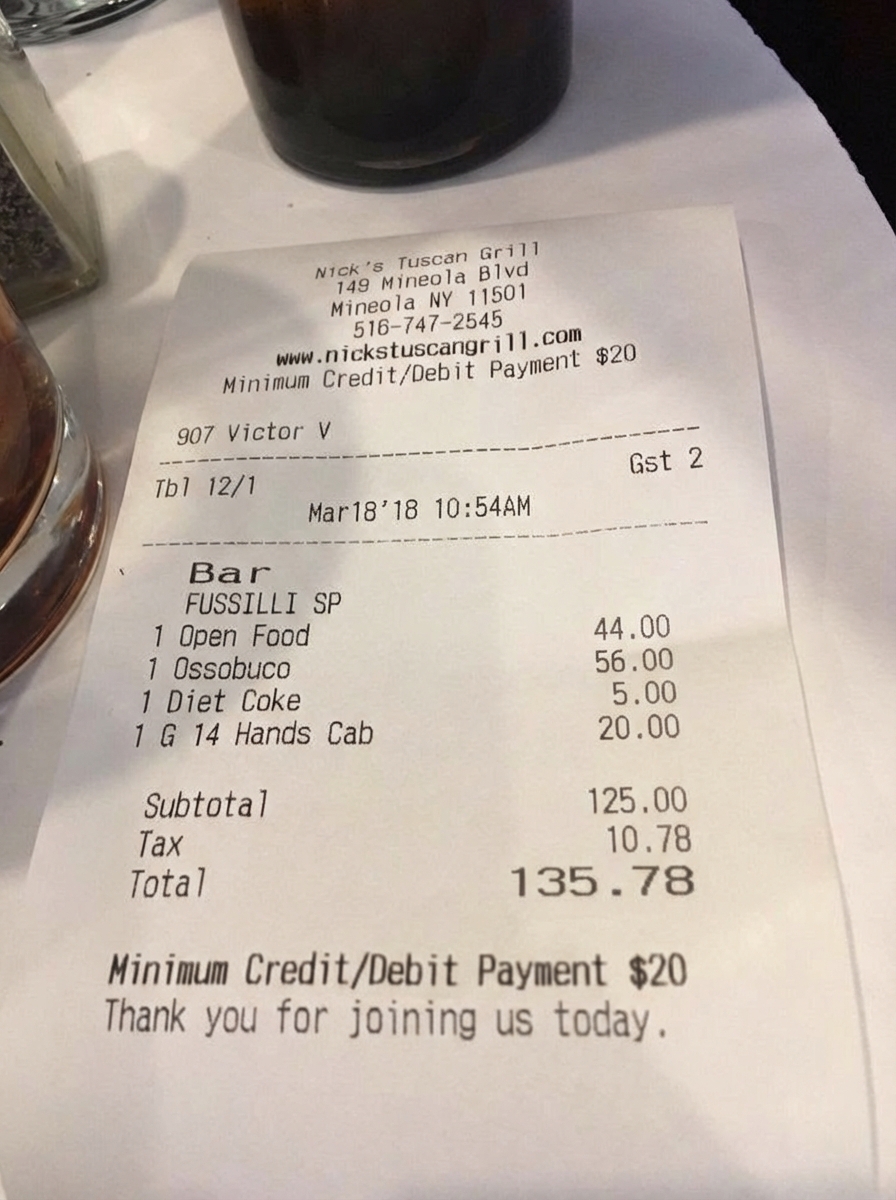 Nick's Tuscan Grill
149 Mineola Blvd
Mineola NY 11501
516-747-2545
www.nickstuscangrill.com
Minimum Credit/Debit Payment $20
907 Victor V
Tbl 12/1 Gst 2
Mar18'18 10:54AM
Bar
FUSSILLI SP
1 Open Food 44.00
1 Ossobuco 56.00
1 Diet Coke 5.00
1 G 14 Hands Cab 20.00
Subtotal 125.00
Tax 10.78
Total 135.78
Minimum Credit/Debit Payment $20
Thank you for joining us today.